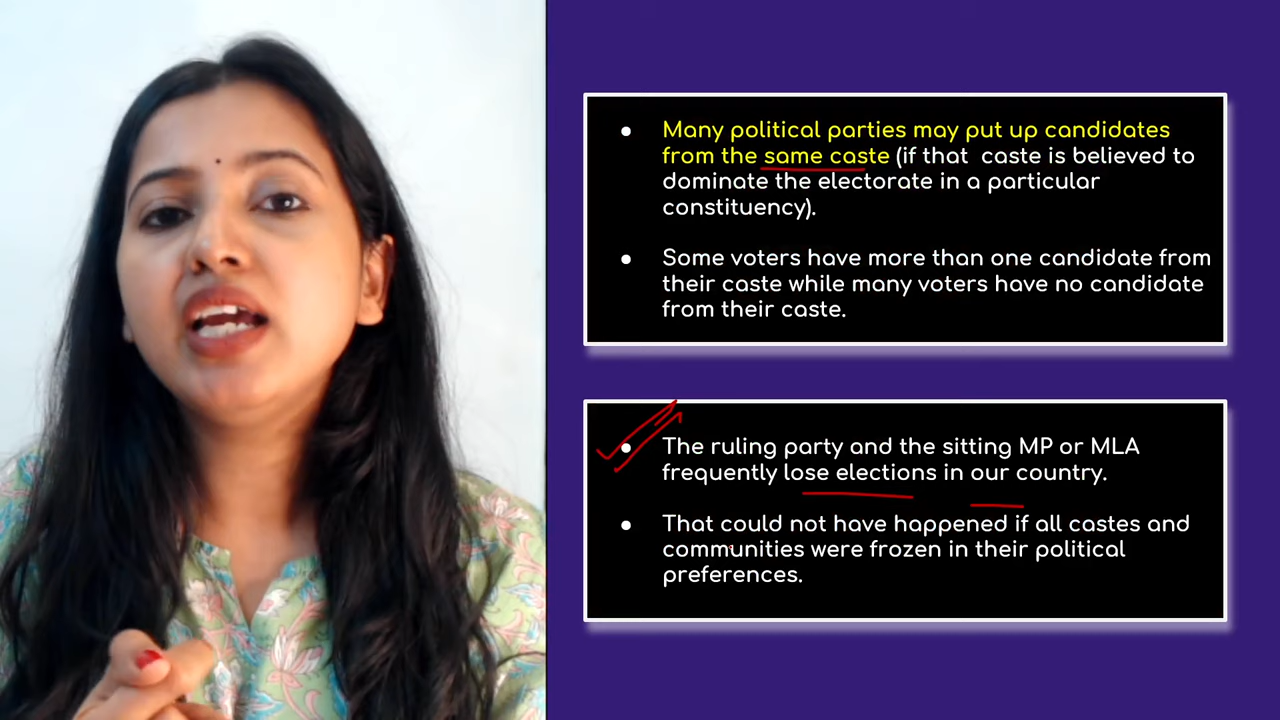 Many political parties may put up candidates
from the same caste (if that caste is believed to
dominate the electorate in a particular
constituency).
Some voters have more than one candidate from
their caste while many voters have no candidate
from their caste.
The ruling party and the sitting MP or MLA
frequently lose elections in our country.
That could not have happened if all castes and
communities were frozen in their political
preferences.